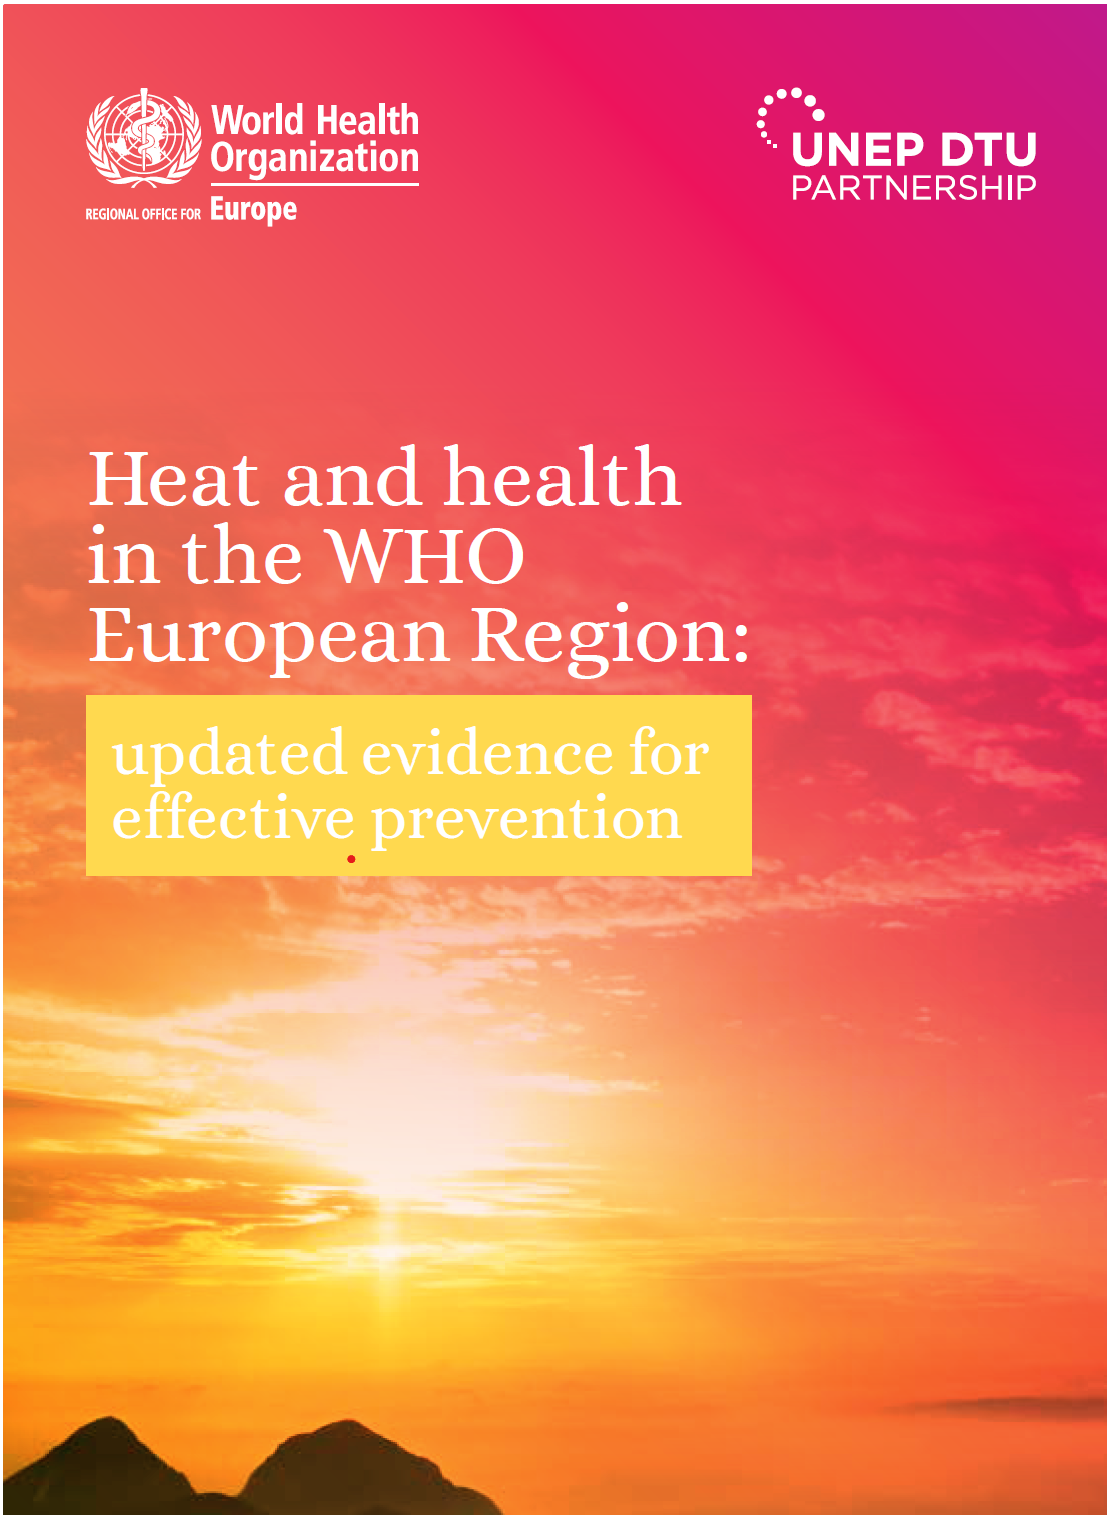 World Health
Organization
REGIONAL OFFICE FOR Europe
UNEP DTU
PARTNERSHIP
Heat and health
in the WHO
European Region:
updated evidence for
effective prevention